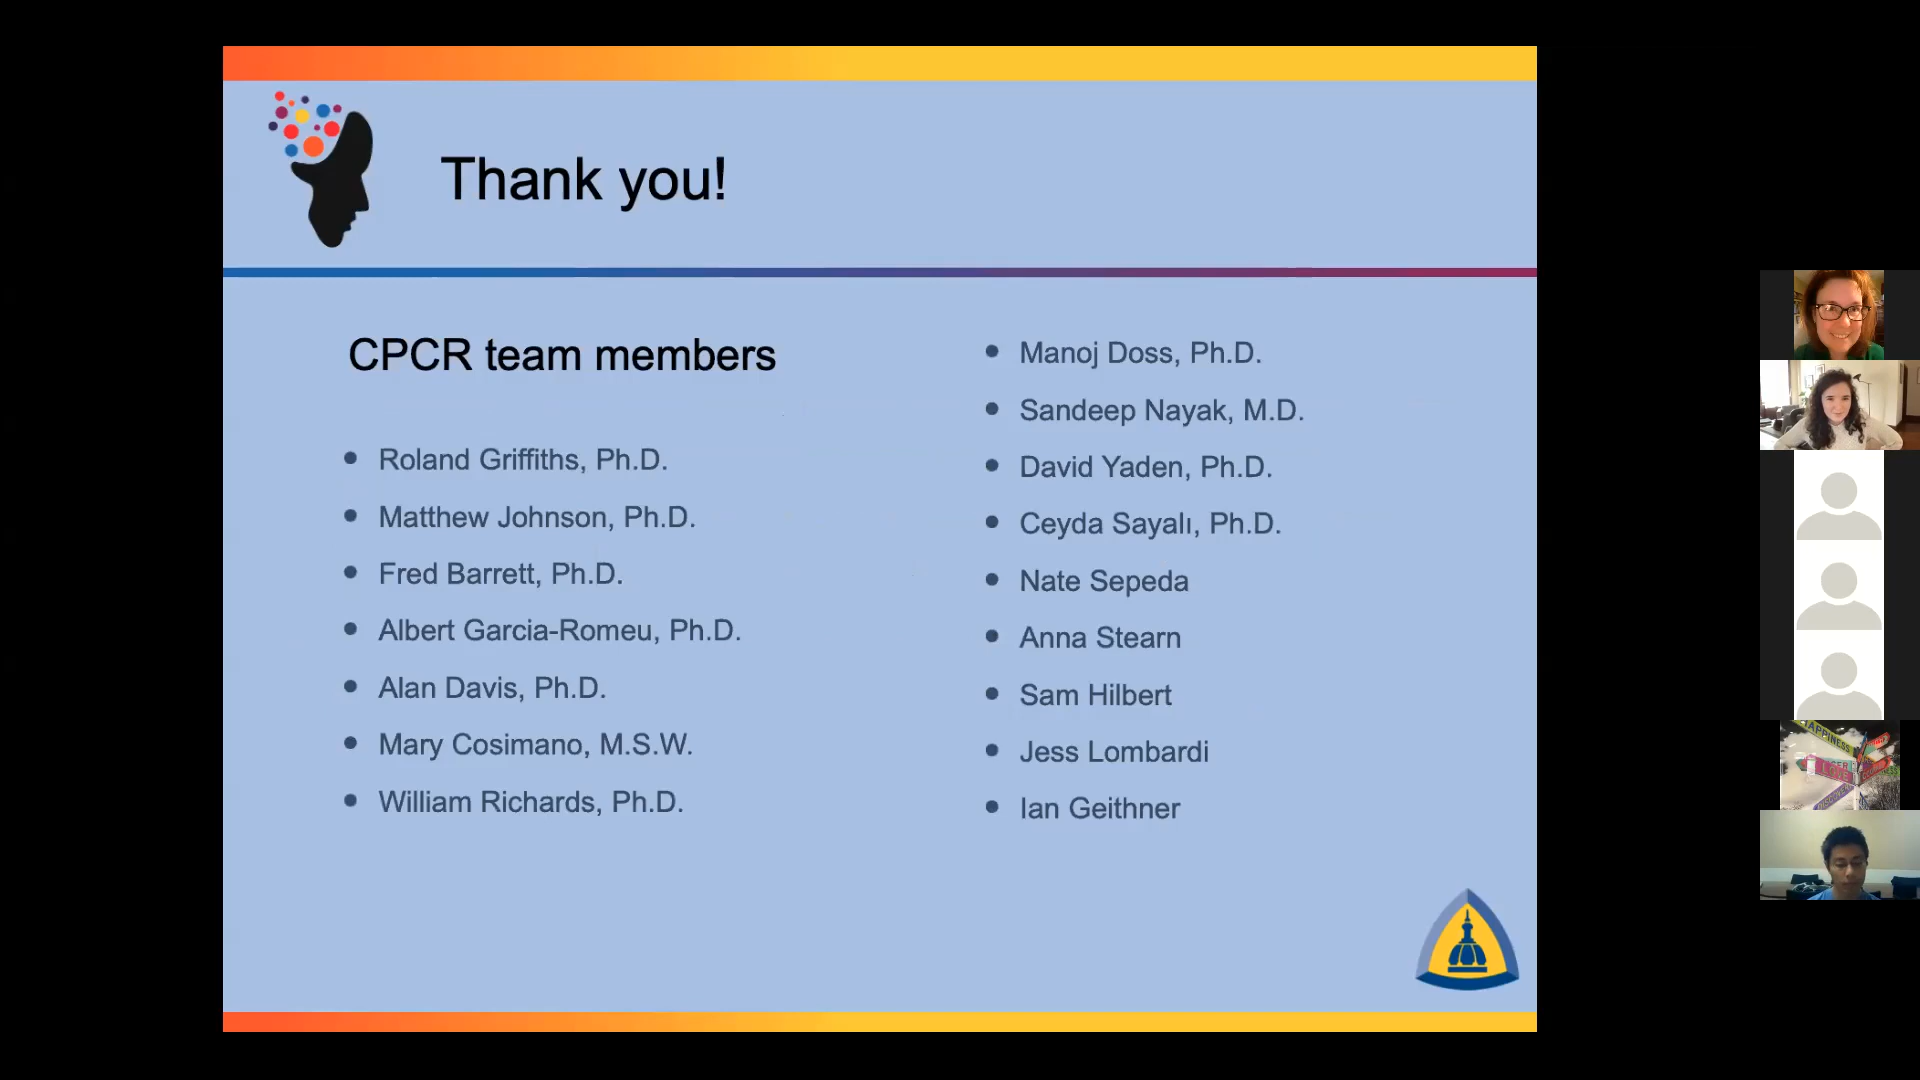 Thank you!
CPCR team members
Roland Griffiths, Ph.D.
Matthew Johnson, Ph.D.
Fred Barrett, Ph.D.
Albert Garcia-Romeu, Ph.D.
Alan Davis, Ph.D.
Mary Cosimano, M.S.W.
William Richards, Ph.D.
Manoj Doss, Ph.D.
Sandeep Nayak, M.D.
David Yaden, Ph.D.
Ceyda Sayalı, Ph.D.
Nate Sepeda
Anna Stearn
Sam Hilbert
Jess Lombardi
Ian Geithner
HAPPINESS
LOVE